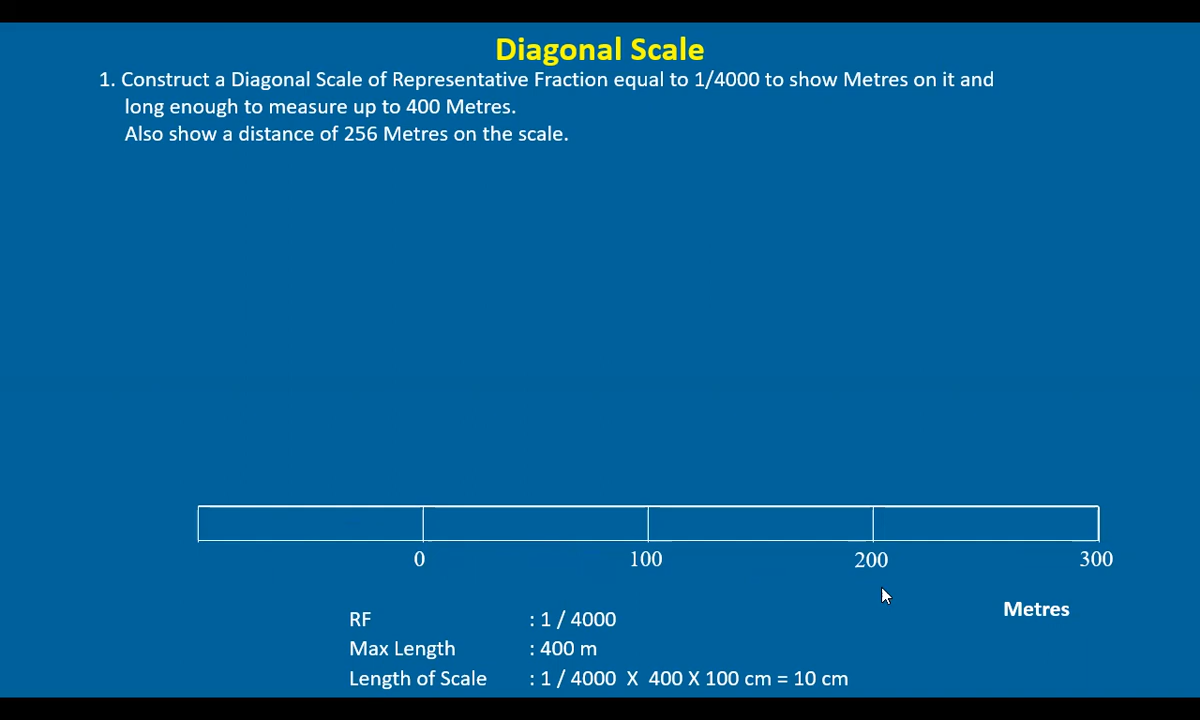 Diagonal Scale
1. Construct a Diagonal Scale of Representative Fraction equal to 1/4000 to show Metres on it and
long enough to measure up to 400 Metres.
Also show a distance of 256 Metres on the scale.
0 100 200 300
Metres
RF : 1 / 4000
Max Length : 400 m
Length of Scale : 1 / 4000 X 400 X 100 cm = 10 cm